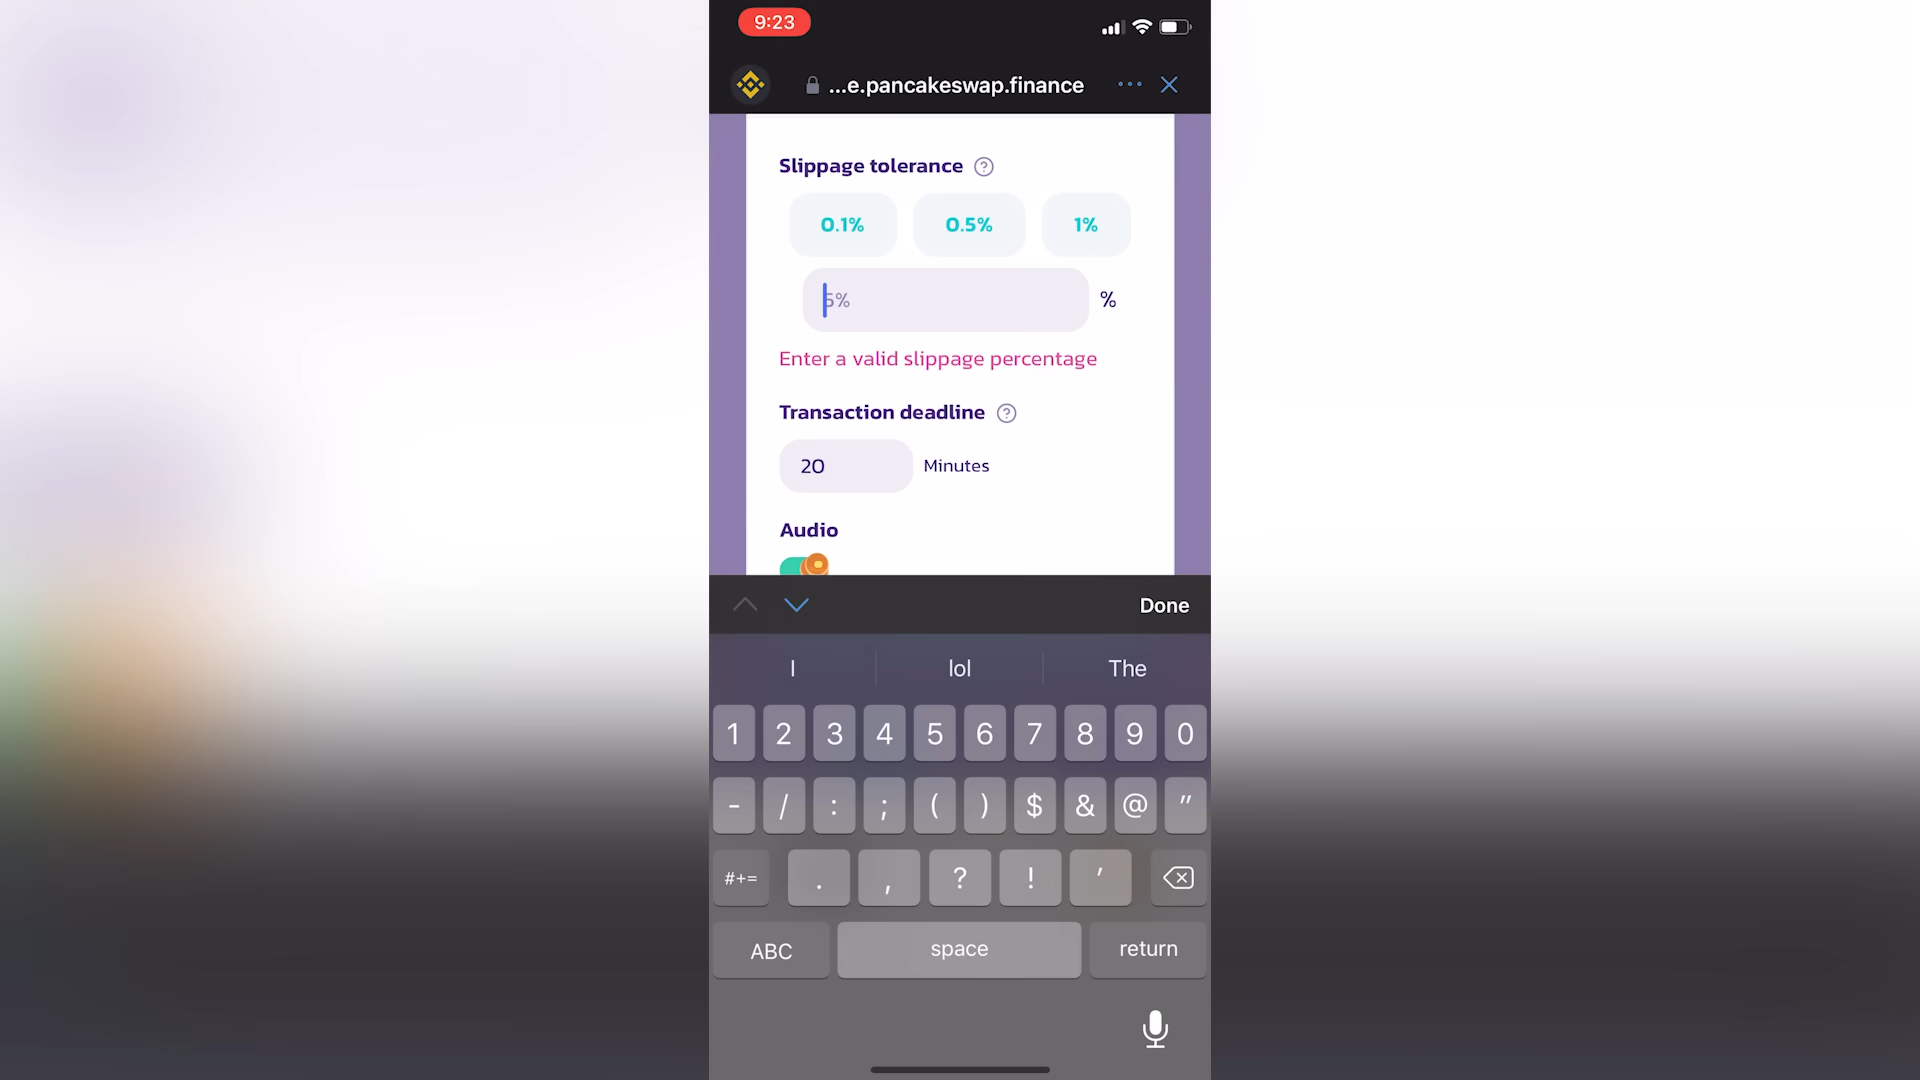 9:23
...e.pancakeswap.finance
Slippage tolerance ?
0.1% 0.5% 1%
5% %
Enter a valid slippage percentage
Transaction deadline ?
20 Minutes
Audio
Done
I lol The
1 2 3 4 5 6 7 8 9 0
- / : ; ( ) $ & @ "
#+= . , ? ! '
ABC space return